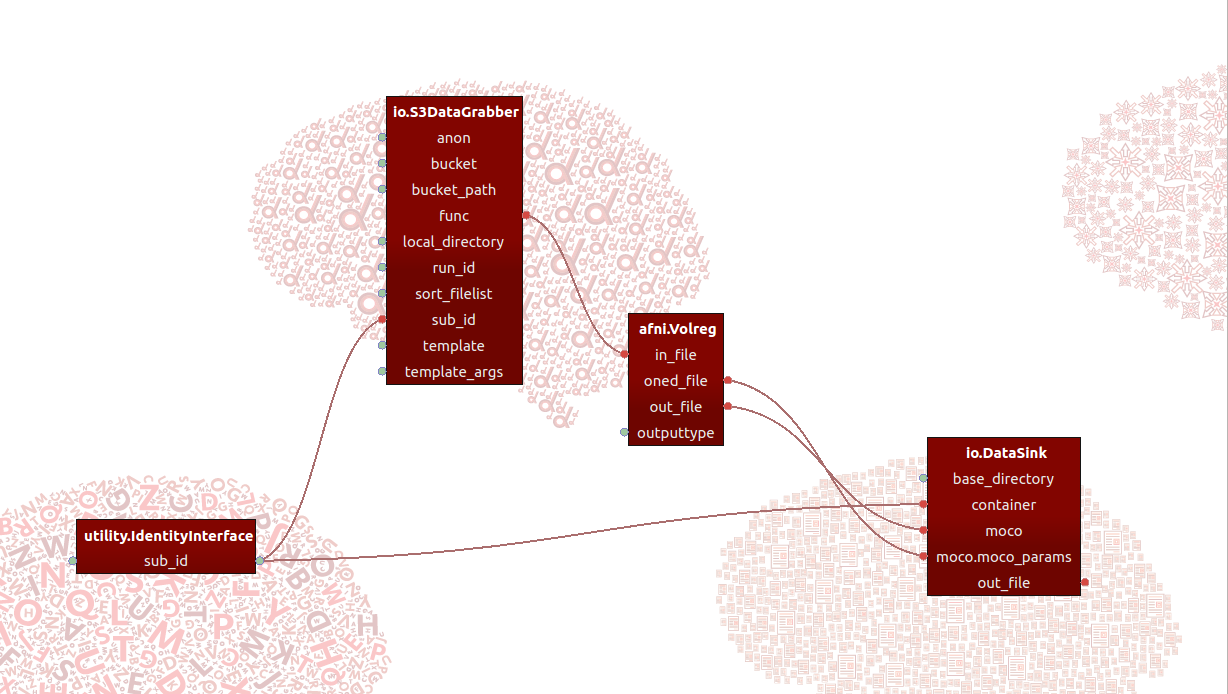 io.S3DataGrabber
anon
bucket
bucket_path
func
local_directory
run_id
sort_filelist
sub_id
template
template_args
afni.Volreg
in_file
oned_file
out_file
outputtype
io.DataSink
base_directory
container
moco
moco.moco_params
out_file
utility.IdentityInterface
sub_id